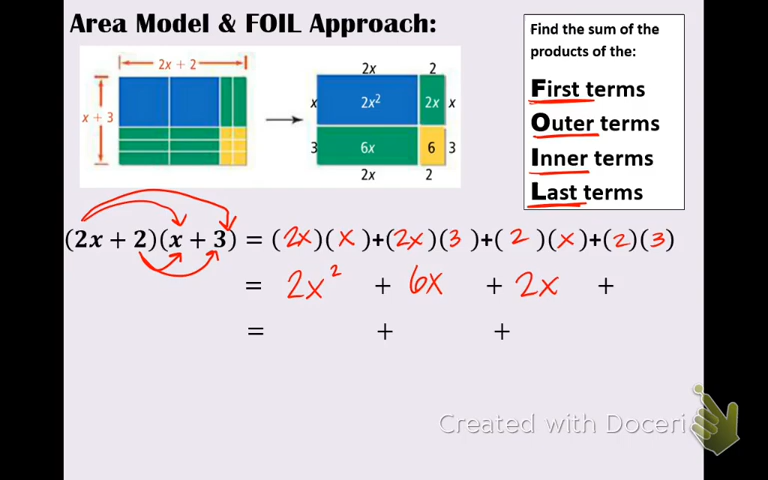 Area Model & FOIL Approach:
Find the sum of the
products of the:
First terms
Outer terms
Inner terms
Last terms
2x + 2
x + 3
2x 2
x 2x² 2x x
3 6x 6 3
2x 2
(2x + 2)(x + 3) = (2x)(x)+(2x)(3)+(2)(x)+(2)(3)
= 2x² + 6x + 2x +
= + +
Created with Doceri